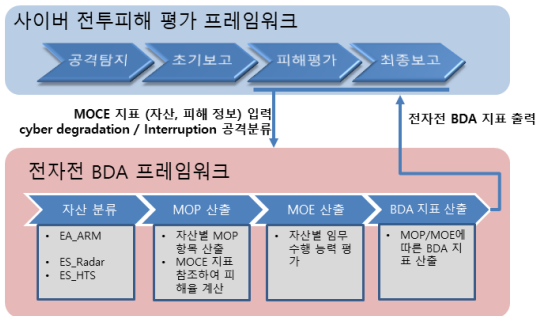 사이버 전투피해 평가 프레임워크
공격탐지
초기보고
피해평가
최종보고
MOCE 지표 (자산, 피해 정보) 입력
cyber degradation / Interruption 공격분류
전자전 BDA 지표 출력
전자전 BDA 프레임워크
자산 분류
MOP 산출
MOE 산출
BDA 지표 산출
• EA_ARM
• ES_Radar
• ES_HTS
• 자산별 MOP
항목 산출
• MOCE 지표
참조하여 피
해율 계산
• 자산별 임무
수행 능력 평
가
• MOP/MOE에
따른 BDA 지
표 산출